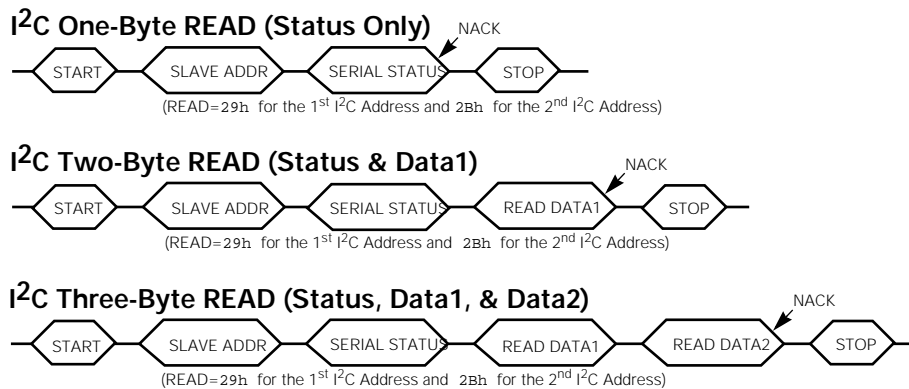 I²C One-Byte READ (Status Only)
NACK
START SLAVE ADDR SERIAL STATUS STOP
(READ=29h for the 1st I²C Address and 2Bh for the 2nd I²C Address)
I²C Two-Byte READ (Status & Data1)
NACK
START SLAVE ADDR SERIAL STATUS READ DATA1 STOP
(READ=29h for the 1st I²C Address and 2Bh for the 2nd I²C Address)
I²C Three-Byte READ (Status, Data1, & Data2)
NACK
START SLAVE ADDR SERIAL STATUS READ DATA1 READ DATA2 STOP
(READ=29h for the 1st I²C Address and 2Bh for the 2nd I²C Address)